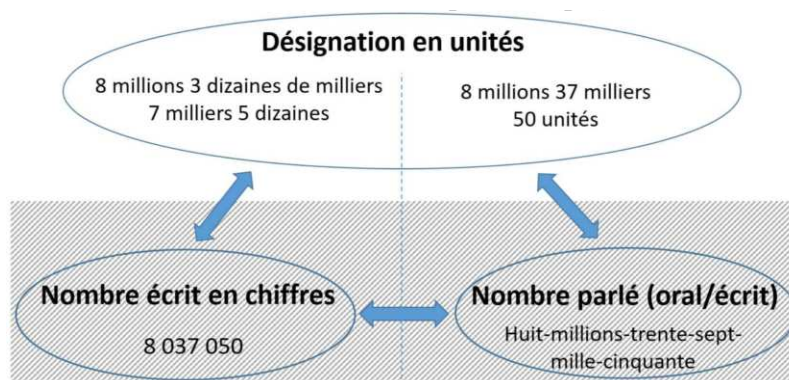 Désignation en unités
8 millions 3 dizaines de milliers
7 milliers 5 dizaines
8 millions 37 milliers
50 unités
Nombre écrit en chiffres
8 037 050
Nombre parlé (oral/écrit)
Huit-millions-trente-sept-
mille-cinquante